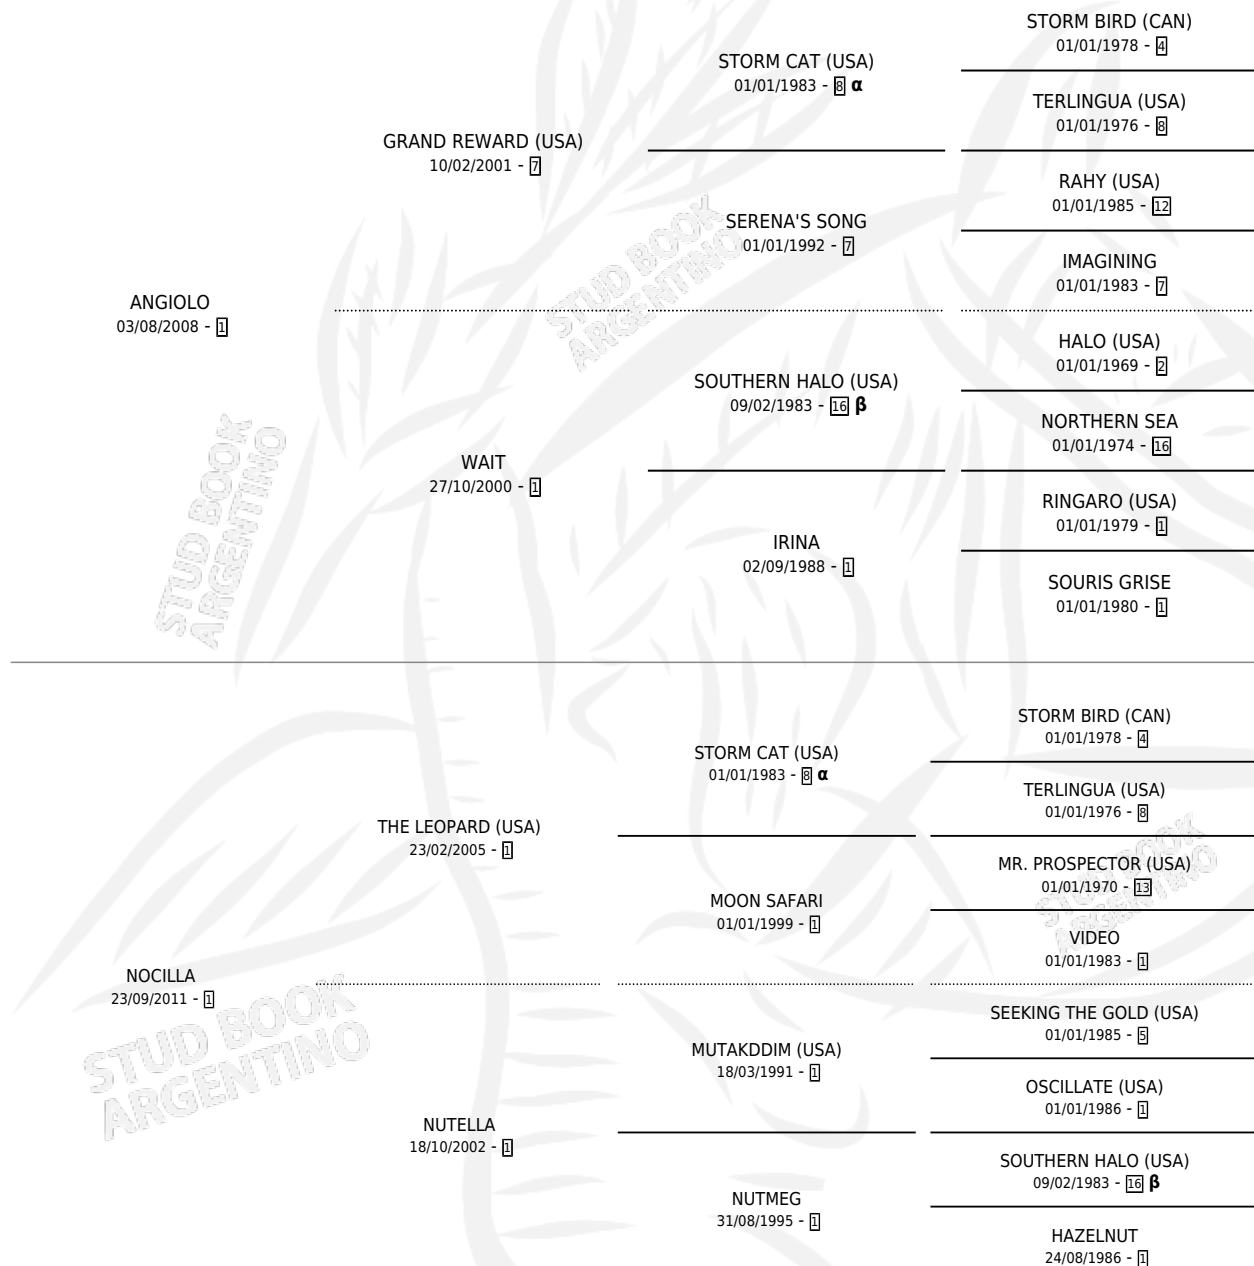 STORM BIRD (CAN)
01/01/1978 - 4
STORM CAT (USA)
01/01/1983 - 8 α
TERLINGUA (USA)
01/01/1976 - 8
GRAND REWARD (USA)
10/02/2001 - 7
RAHY (USA)
01/01/1985 - 12
SERENA'S SONG
01/01/1992 - 7
IMAGINING
01/01/1983 - 7
ANGIOLO
03/08/2008 - 1
HALO (USA)
01/01/1969 - 2
SOUTHERN HALO (USA)
09/02/1983 - 16 β
NORTHERN SEA
01/01/1974 - 16
WAIT
27/10/2000 - 1
RINGARO (USA)
01/01/1979 - 1
IRINA
02/09/1988 - 1
SOURIS GRISE
01/01/1980 - 1
STORM BIRD (CAN)
01/01/1978 - 4
STORM CAT (USA)
01/01/1983 - 8 α
TERLINGUA (USA)
01/01/1976 - 8
THE LEOPARD (USA)
23/02/2005 - 1
MR. PROSPECTOR (USA)
01/01/1970 - 13
MOON SAFARI
01/01/1999 - 1
VIDEO
01/01/1983 - 1
NOCILLA
23/09/2011 - 1
SEEKING THE GOLD (USA)
01/01/1985 - 5
MUTAKDDIM (USA)
18/03/1991 - 1
OSCILLATE (USA)
01/01/1986 - 1
NUTELLA
18/10/2002 - 1
SOUTHERN HALO (USA)
09/02/1983 - 16 β
NUTMEG
31/08/1995 - 1
HAZELNUT
24/08/1986 - 1
STUD BOOK
ARGENTINO
STUD BOOK
ARGENTINO
STUD BOOK
ARGENTINO
STUD BOOK
ARGENTINO